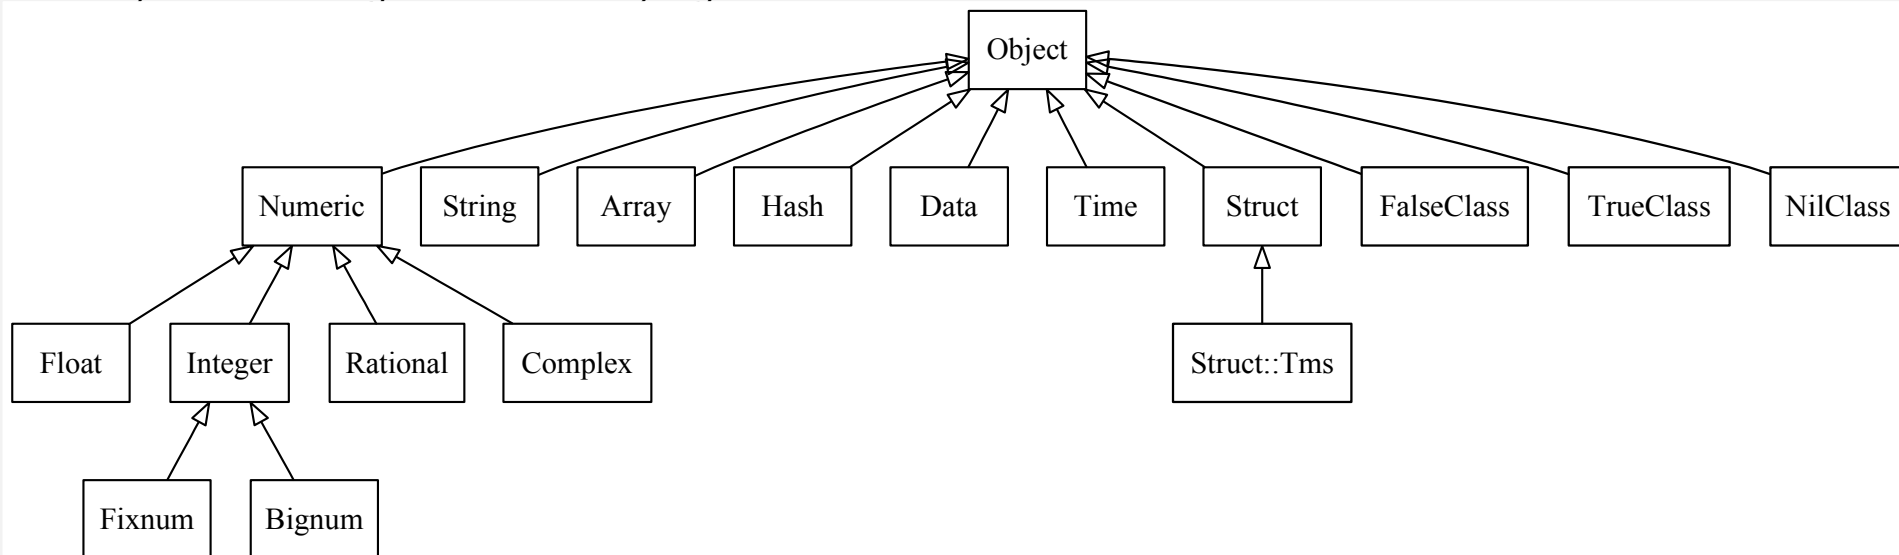 Object
Numeric
String
Array
Hash
Data
Time
Struct
FalseClass
TrueClass
NilClass
Float
Integer
Rational
Complex
Struct::Tms
Fixnum
Bignum